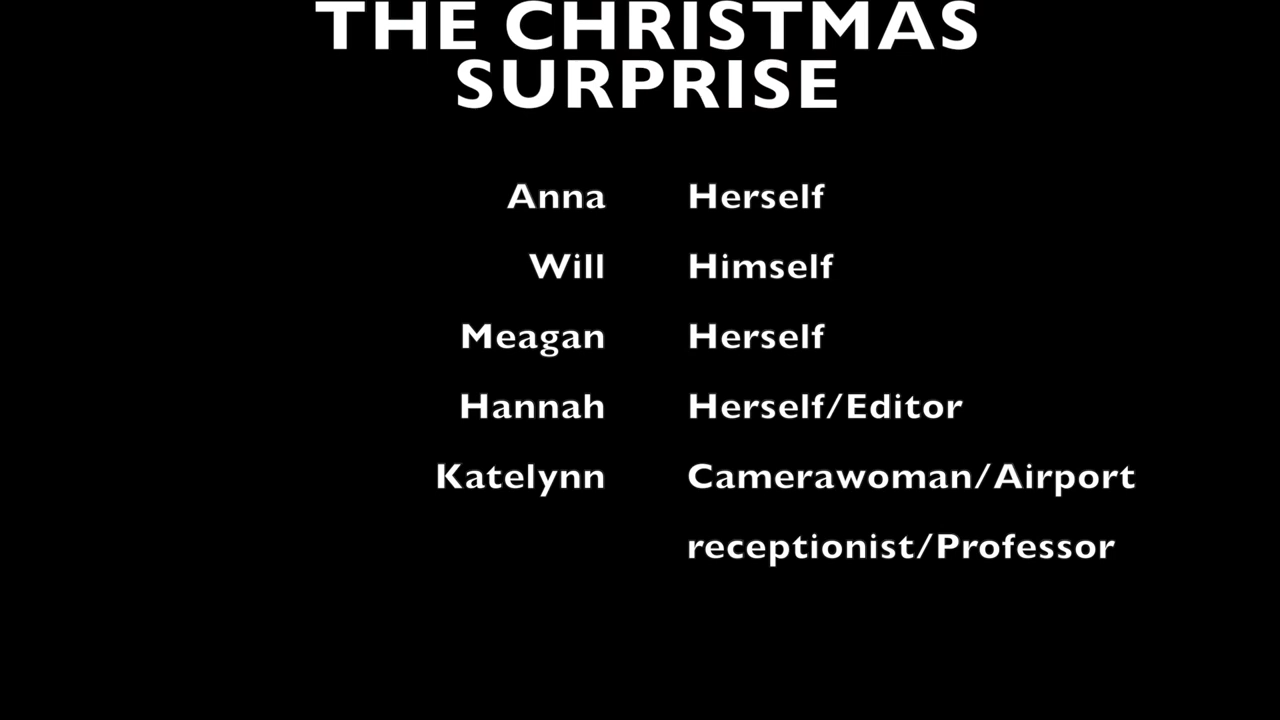 THE CHRISTMAS
SURPRISE
Anna Herself
Will Himself
Meagan Herself
Hannah Herself/Editor
Katelynn Camerawoman/Airport
receptionist/Professor